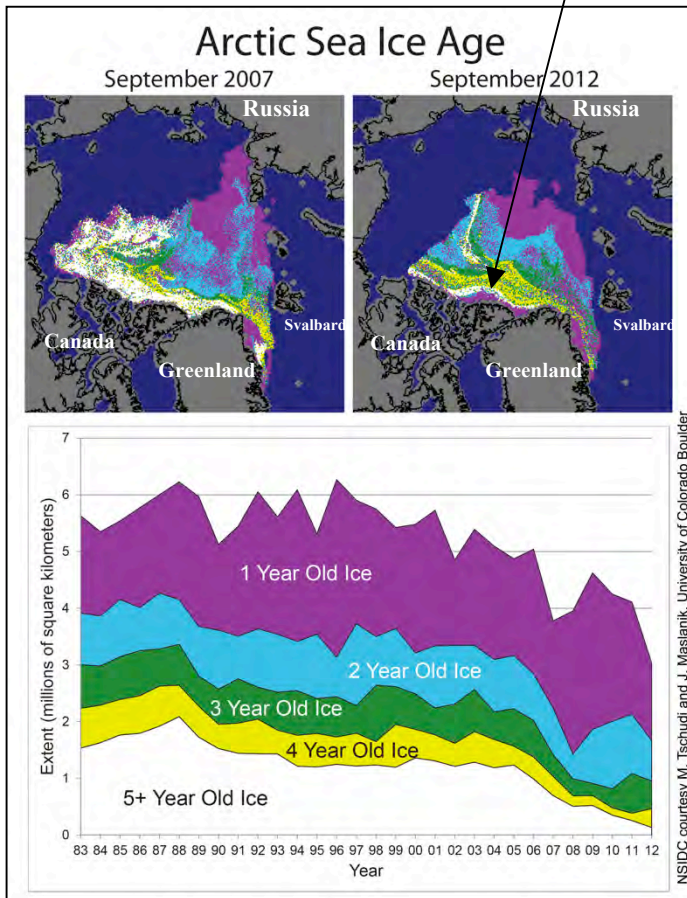 Arctic Sea Ice Age
September 2007
September 2012
Russia
Russia
Svalbard
Svalbard
Canada
Canada
Greenland
Greenland
7
6
5
4
3
2
1
0
Extent (millions of square kilometers)
1 Year Old Ice
2 Year Old Ice
3 Year Old Ice
4 Year Old Ice
5+ Year Old Ice
83 84 85 86 87 88 89 90 91 92 93 94 95 96 97 98 99 00 01 02 03 04 05 06 07 08 09 10 11 12
Year
NSIDC courtesy M. Tschudi and J. Maslanik, University of Colorado Boulder